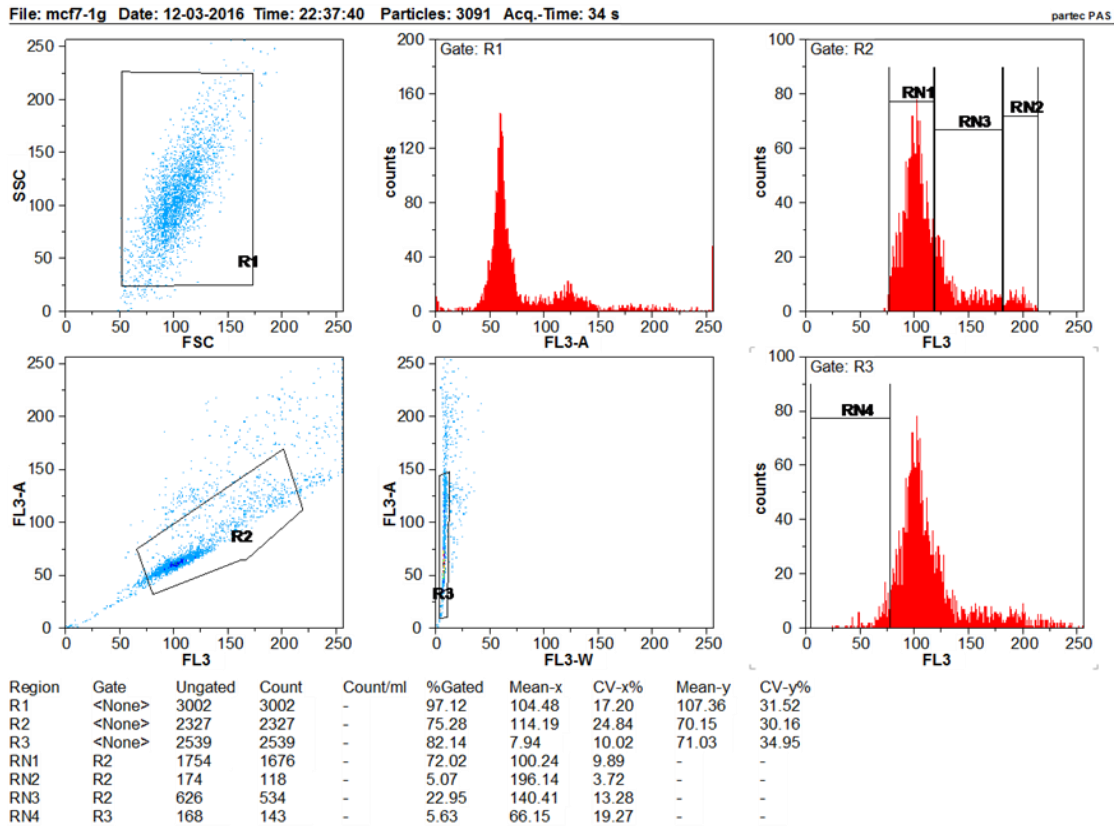 File: mcf7-1g Date: 12-03-2016 Time: 22:37:40 Particles: 3091 Acq.-Time: 34 s partec PAS
250
200
150
100
50
0
SSC
R1
0 50 100 150 200 250
FSC
Gate: R1
200
160
120
80
40
0
counts
0 50 100 150 200 250
FL3-A
Gate: R2
100
80
60
40
20
0
counts
RN1
RN3
RN2
0 50 100 150 200 250
FL3
250
200
150
100
50
0
FL3-A
R2
0 50 100 150 200 250
FL3
250
200
150
100
50
0
FL3-A
R3
0 50 100 150 200 250
FL3-W
Gate: R3
100
80
60
40
20
0
counts
RN4
0 50 100 150 200 250
FL3
Region Gate Ungated Count Count/ml %Gated Mean-x CV-x% Mean-y CV-y%
R1 <None> 3002 3002 - 97.12 104.48 17.20 107.36 31.52
R2 <None> 2327 2327 - 75.28 114.19 24.84 70.15 30.16
R3 <None> 2539 2539 - 82.14 7.94 10.02 71.03 34.95
RN1 R2 1754 1676 - 72.02 100.24 9.89 - -
RN2 R2 174 118 - 5.07 196.14 3.72 - -
RN3 R2 626 534 - 22.95 140.41 13.28 - -
RN4 R3 168 143 - 5.63 66.15 19.27 - -